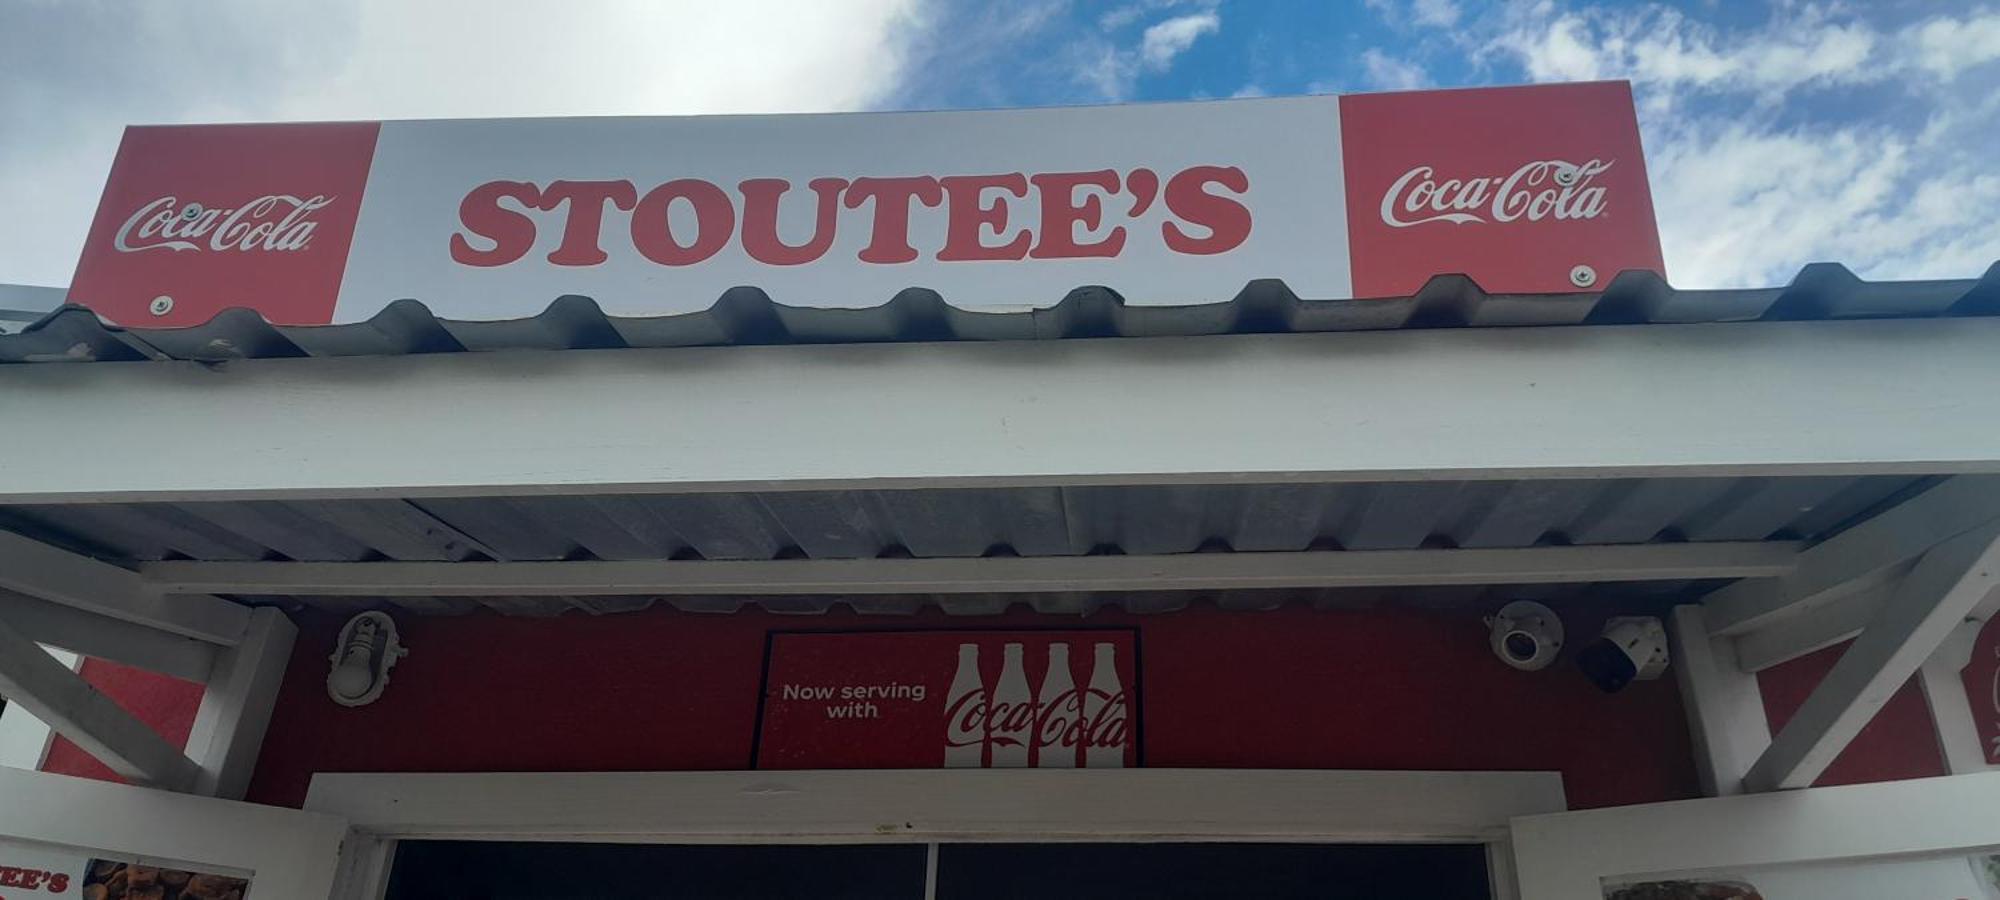 Coca-Cola
STOUTEE'S
Coca-Cola
Now serving
with
Coca-Cola
EE'S